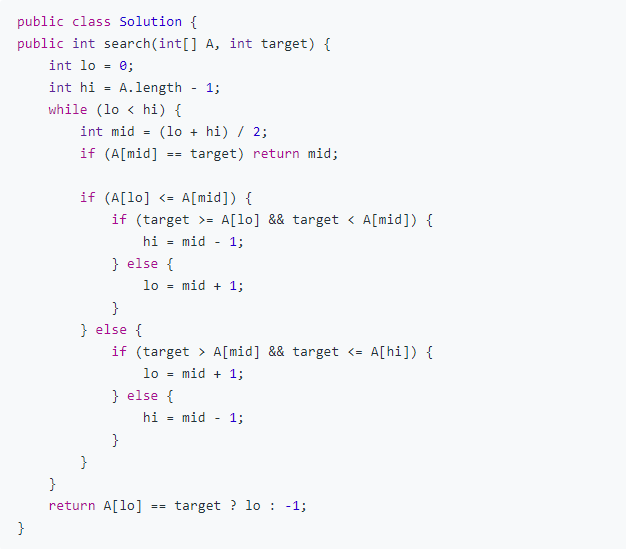 public class Solution {
public int search(int[] A, int target) {
    int lo = 0;
    int hi = A.length - 1;
    while (lo < hi) {
        int mid = (lo + hi) / 2;
        if (A[mid] == target) return mid;

        if (A[lo] <= A[mid]) {
            if (target >= A[lo] && target < A[mid]) {
                hi = mid - 1;
            } else {
                lo = mid + 1;
            }
        } else {
            if (target > A[mid] && target <= A[hi]) {
                lo = mid + 1;
            } else {
                hi = mid - 1;
            }
        }
    }
    return A[lo] == target ? lo : -1;
}